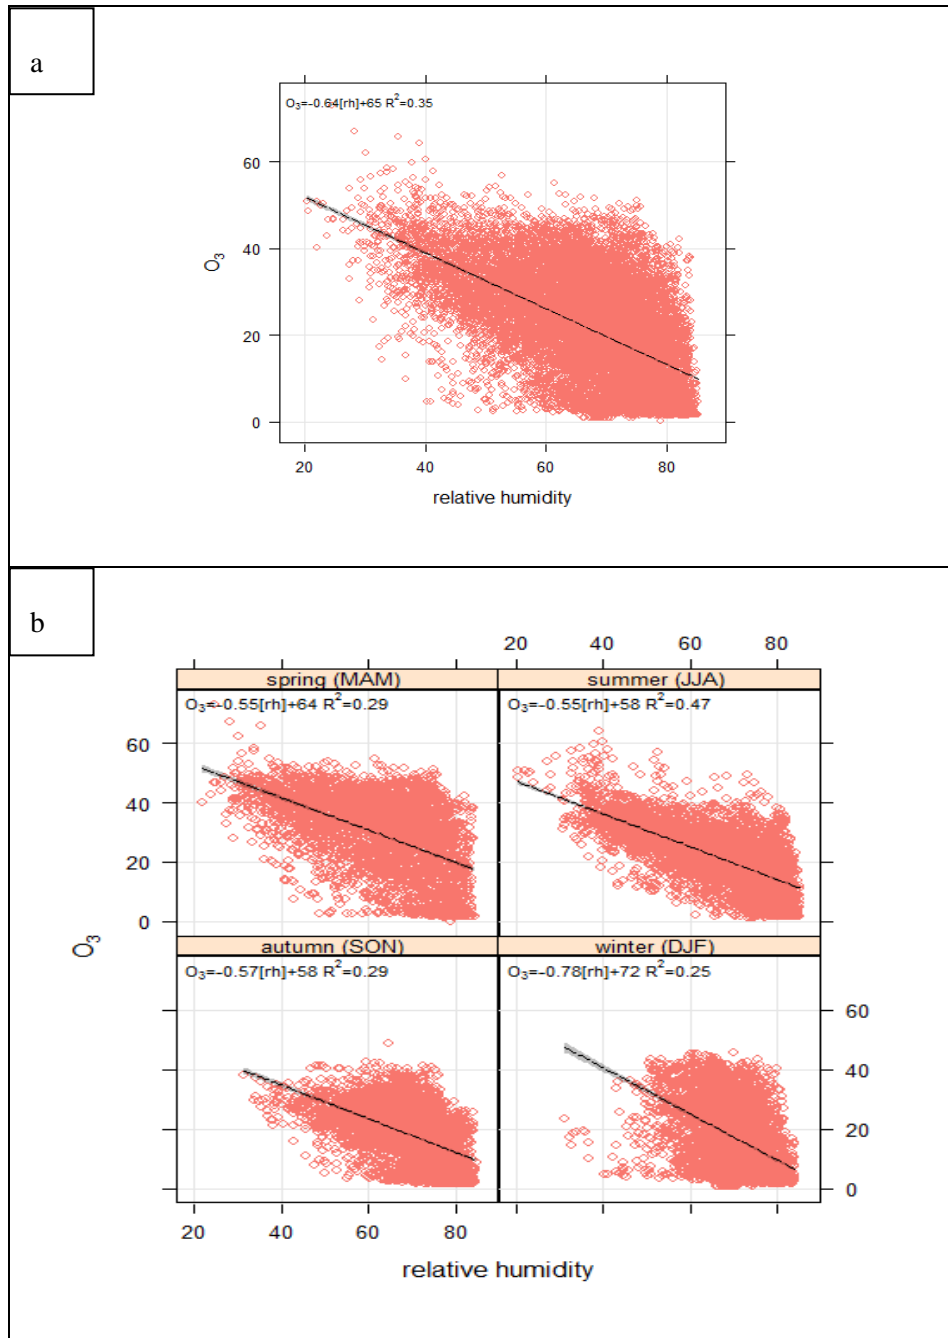 a
O₃=-0.64[rh]+65 R²=0.35
60
40
20
0
O₃
20 40 60 80
relative humidity
b
20 40 60 80
spring (MAM) summer (JJA)
O₃=-0.55[rh]+64 R²=0.29 O₃=-0.55[rh]+58 R²=0.47
60
40
20
0
O₃
autumn (SON) winter (DJF)
O₃=-0.57[rh]+58 R²=0.29 O₃=-0.78[rh]+72 R²=0.25
60
40
20
0
20 40 60 80
relative humidity